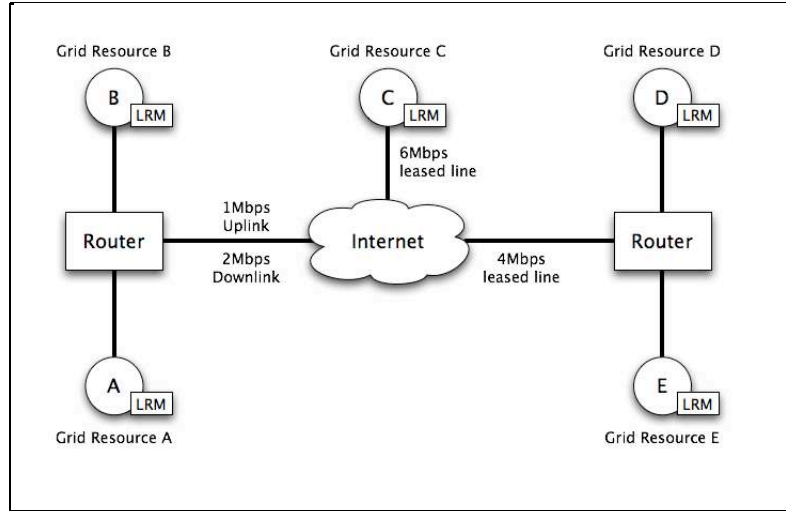 Grid Resource B
Grid Resource C
Grid Resource D
B
LRM
C
LRM
D
LRM
6Mbps
leased line
1Mbps
Uplink
Router
Internet
Router
2Mbps
Downlink
4Mbps
leased line
A
LRM
E
LRM
Grid Resource A
Grid Resource E